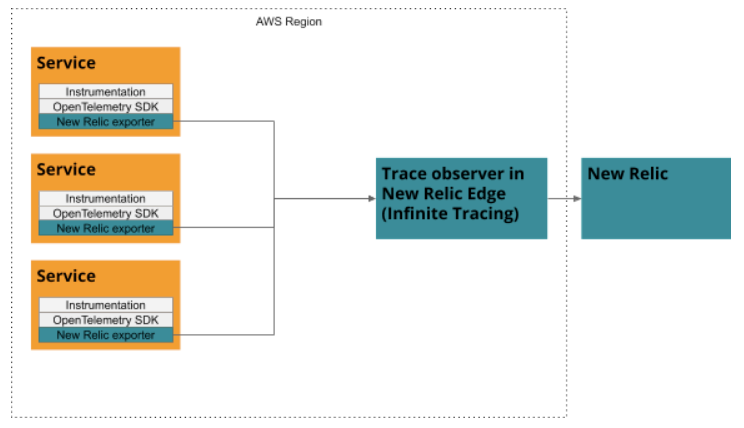 AWS Region
Service
Instrumentation
OpenTelemetry SDK
New Relic exporter
Service
Instrumentation
OpenTelemetry SDK
New Relic exporter
Service
Instrumentation
OpenTelemetry SDK
New Relic exporter
Trace observer in
New Relic Edge
(Infinite Tracing)
New Relic